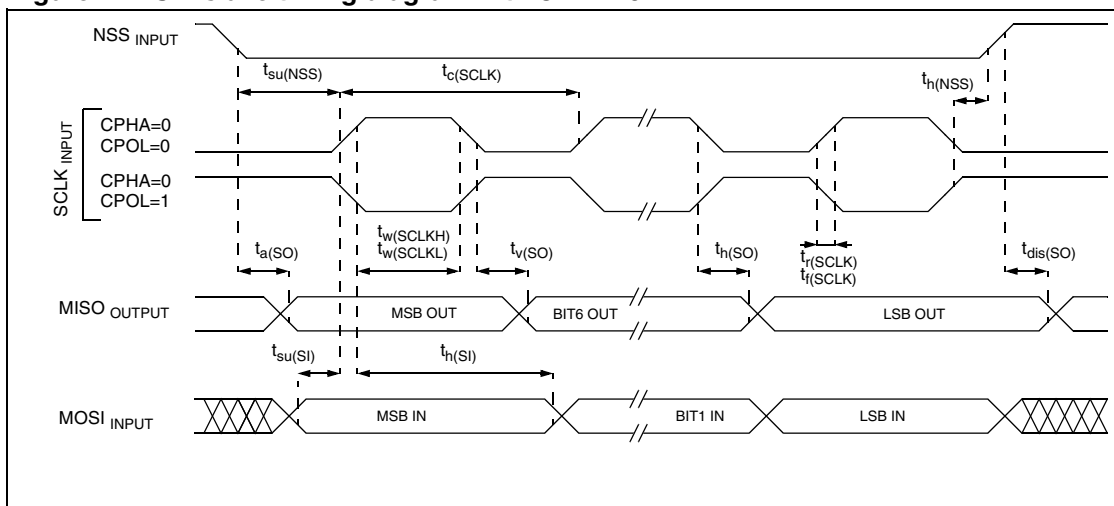 NSS INPUT
tsu(NSS)
tc(SCLK)
th(NSS)
SCLK INPUT
CPHA=0
CPOL=0
CPHA=0
CPOL=1
ta(SO)
tw(SCLKH)
tw(SCLKL)
tv(SO)
th(SO)
tr(SCLK)
tf(SCLK)
tdis(SO)
MISO OUTPUT
MSB OUT
BIT6 OUT
LSB OUT
tsu(SI)
th(SI)
MOSI INPUT
MSB IN
BIT1 IN
LSB IN